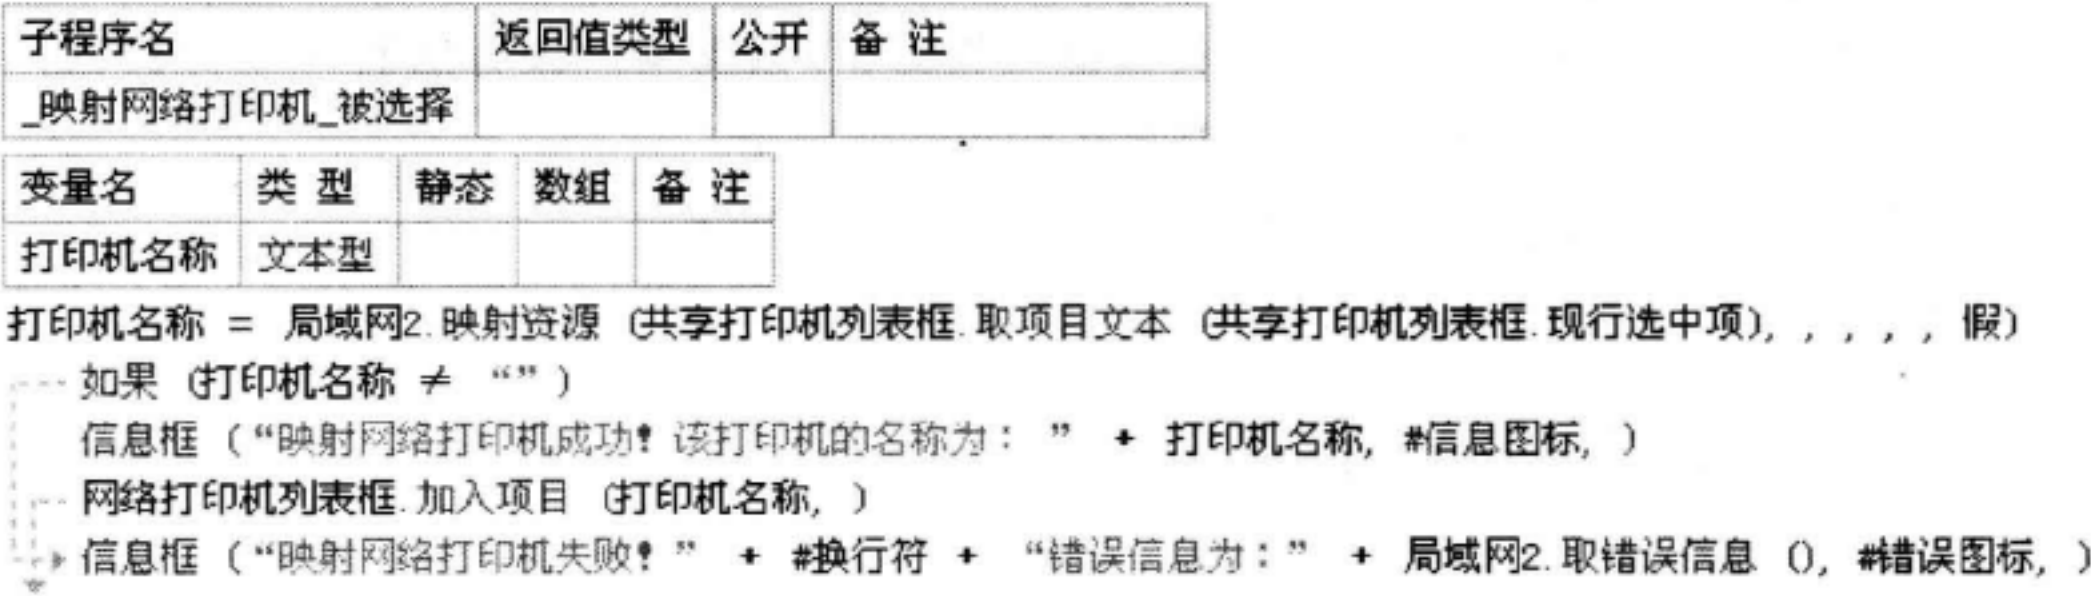 子程序名 返回值类型 公开 备 注
_映射网络打印机_被选择
变量名 类 型 静态 数组 备 注
打印机名称 文本型
打印机名称 = 局域网2.映射资源 (共享打印机列表框.取项目文本 (共享打印机列表框.现行选中项), , , , , 假)
如果 (打印机名称 ≠ “”)
信息框 (“映射网络打印机成功！该打印机的名称为： ” + 打印机名称, #信息图标, )
网络打印机列表框.加入项目 (打印机名称, )
信息框 (“映射网络打印机失败！” + #换行符 + “错误信息为：” + 局域网2.取错误信息 (), #错误图标, )